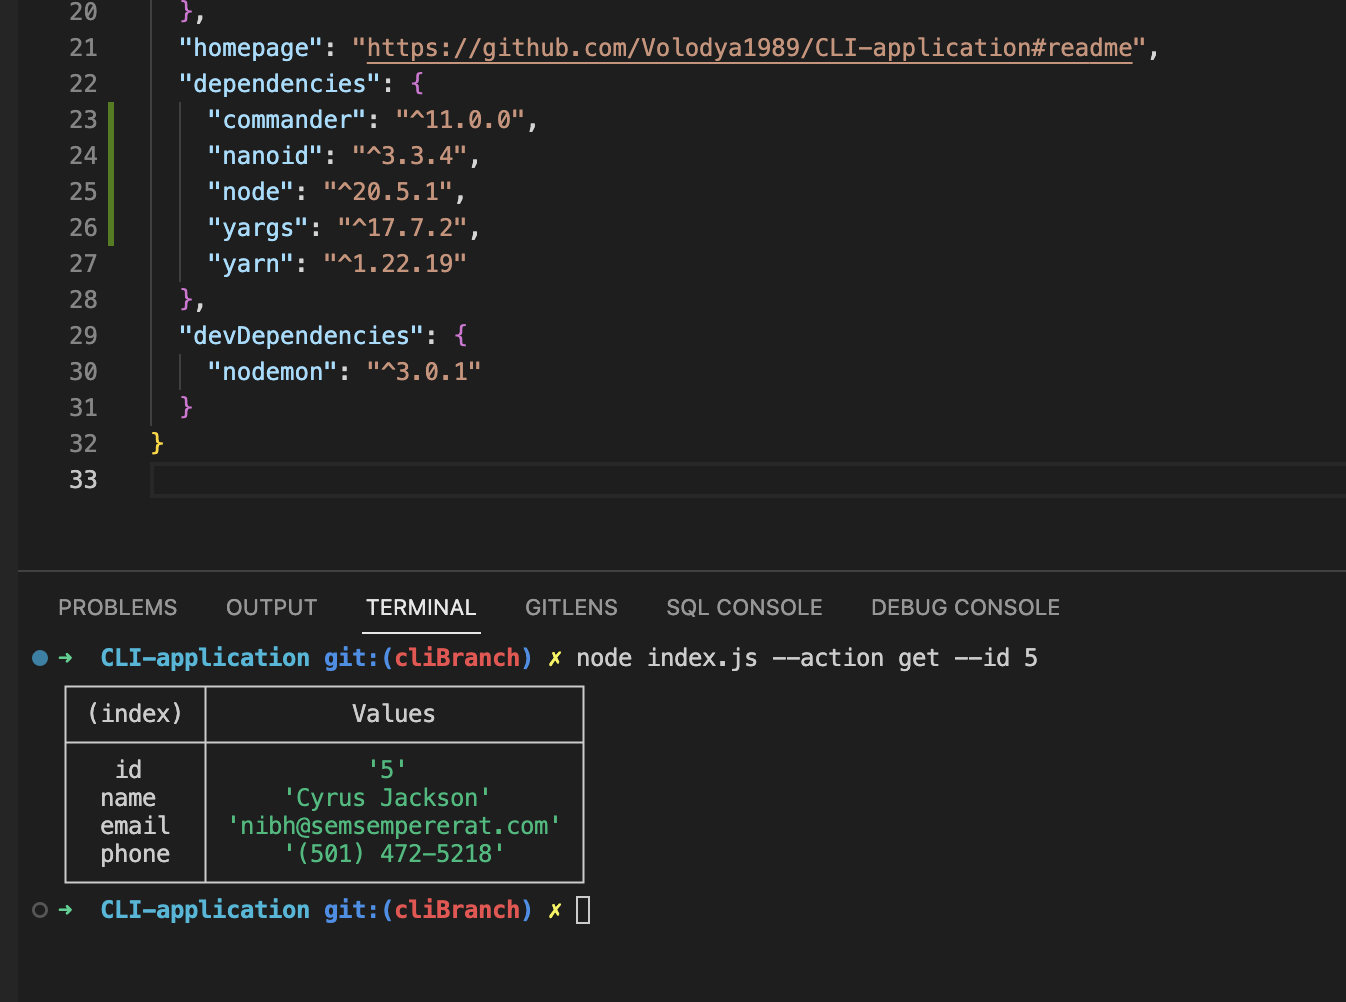 20 },
21 "homepage": "https://github.com/Volodya1989/CLI-application#readme",
22 "dependencies": {
23 "commander": "^11.0.0",
24 "nanoid": "^3.3.4",
25 "node": "^20.5.1",
26 "yargs": "^17.7.2",
27 "yarn": "^1.22.19"
28 },
29 "devDependencies": {
30 "nodemon": "^3.0.1"
31 }
32 }
33
PROBLEMS OUTPUT TERMINAL GITLENS SQL CONSOLE DEBUG CONSOLE
➜ CLI-application git:(cliBranch) ✗ node index.js --action get --id 5
(index) Values
id '5'
name 'Cyrus Jackson'
email 'nibh@semsempererat.com'
phone '(501) 472-5218'
➜ CLI-application git:(cliBranch) ✗